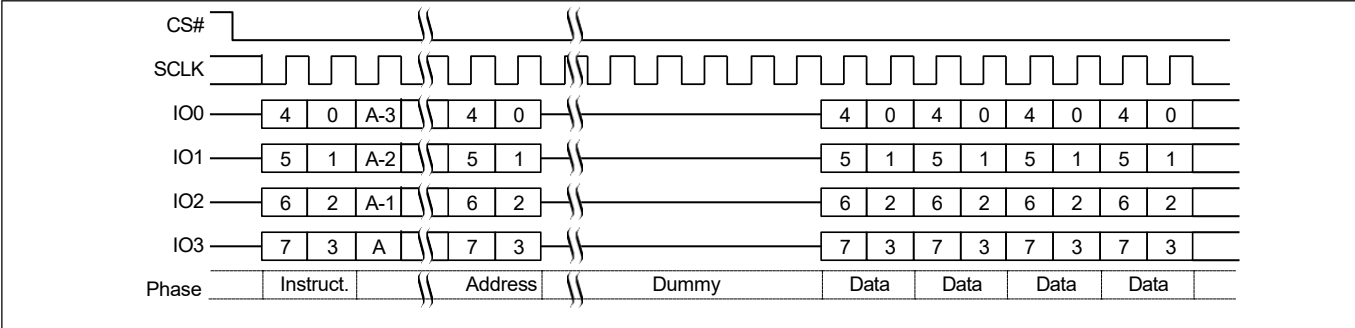 CS#
SCLK
IO0 4 0 A-3 4 0 4 0 4 0 4 0 4 0
IO1 5 1 A-2 5 1 5 1 5 1 5 1 5 1
IO2 6 2 A-1 6 2 6 2 6 2 6 2 6 2
IO3 7 3 A 7 3 7 3 7 3 7 3 7 3
Phase Instruct. Address Dummy Data Data Data Data